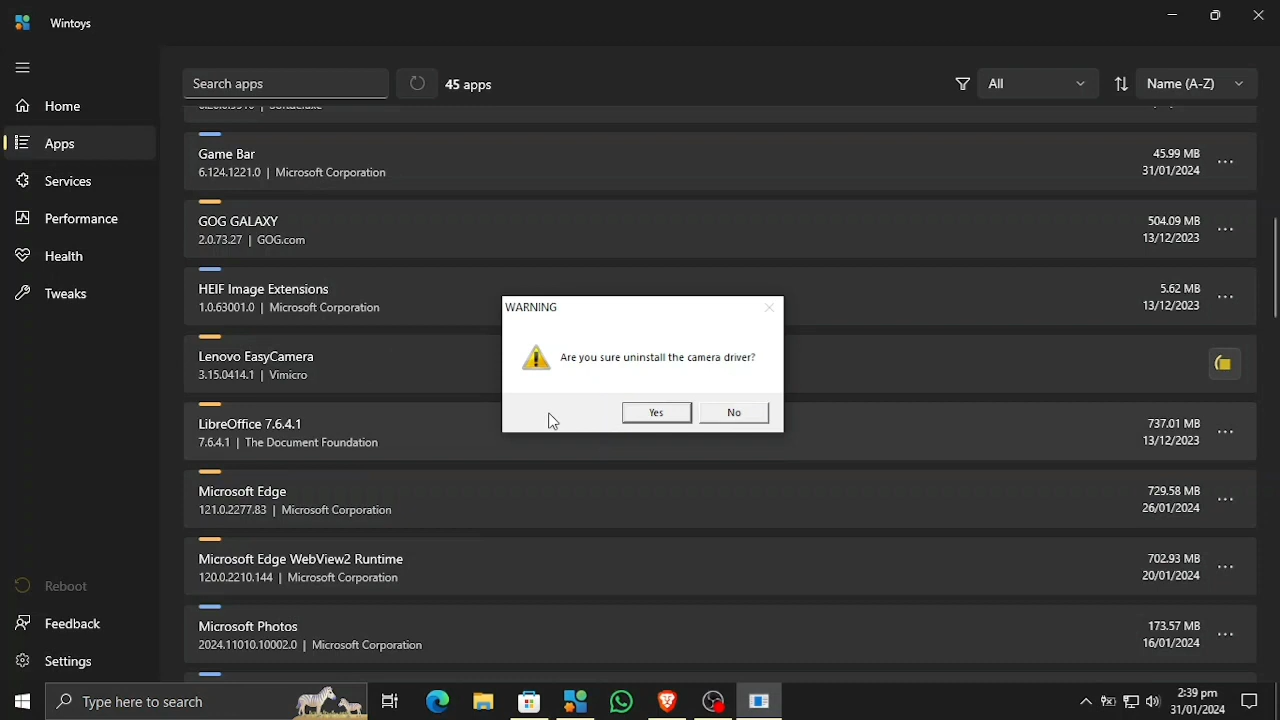 Wintoys
Search apps
45 apps
All
Name (A-Z)
Home
Apps
Services
Performance
Health
Tweaks
Reboot
Feedback
Settings
Game Bar
6.124.1221.0 | Microsoft Corporation
45.99 MB
31/01/2024
GOG GALAXY
2.0.73.27 | GOG.com
504.09 MB
13/12/2023
HEIF Image Extensions
1.0.63001.0 | Microsoft Corporation
5.62 MB
13/12/2023
Lenovo EasyCamera
3.15.0414.1 | Vimicro
LibreOffice 7.6.4.1
7.6.4.1 | The Document Foundation
737.01 MB
13/12/2023
Microsoft Edge
121.0.2277.83 | Microsoft Corporation
729.58 MB
26/01/2024
Microsoft Edge WebView2 Runtime
120.0.2210.144 | Microsoft Corporation
702.93 MB
20/01/2024
Microsoft Photos
2024.11010.10002.0 | Microsoft Corporation
173.57 MB
16/01/2024
WARNING
Are you sure uninstall the camera driver?
Yes
No
Type here to search
2:39 pm
31/01/2024